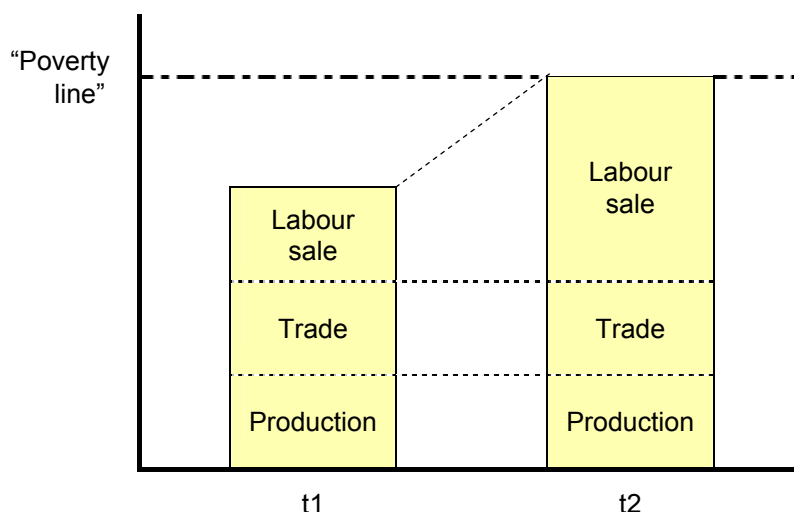 “Poverty
line”
Labour
sale
Trade
Production
Labour
sale
Trade
Production
t1
t2